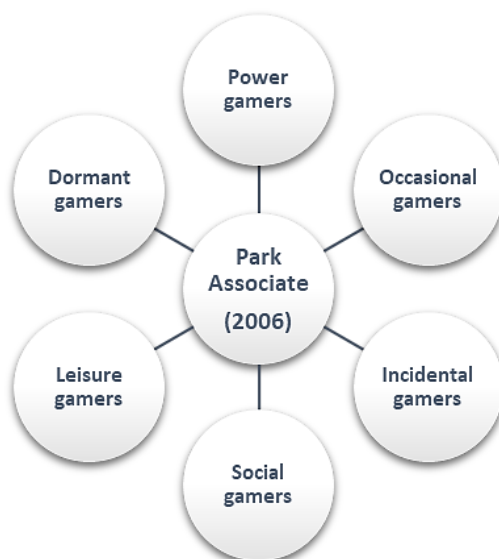 Power
gamers
Dormant
gamers
Occasional
gamers
Park
Associate
(2006)
Leisure
gamers
Incidental
gamers
Social
gamers